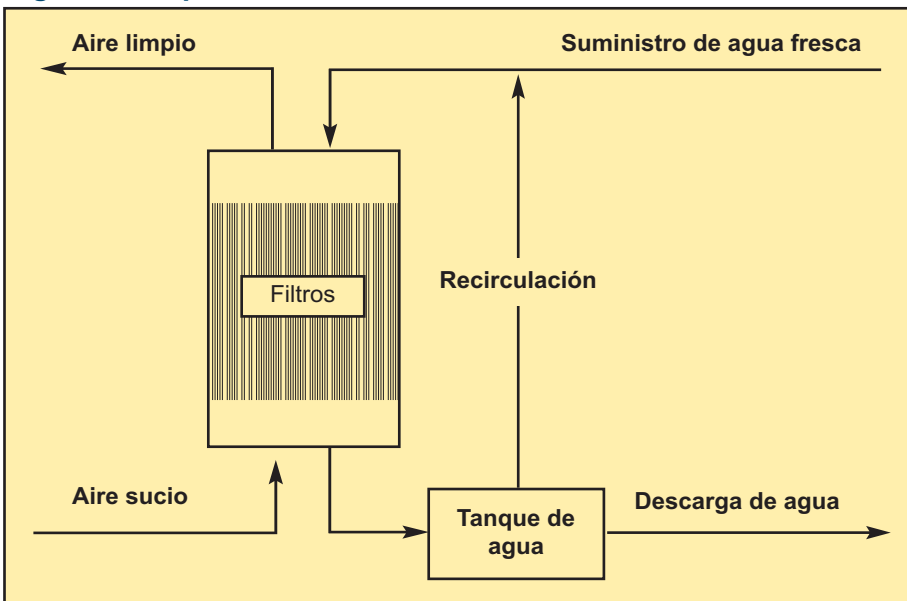 Aire limpio
Suministro de agua fresca
Filtros
Recirculación
Aire sucio
Tanque de
agua
Descarga de agua